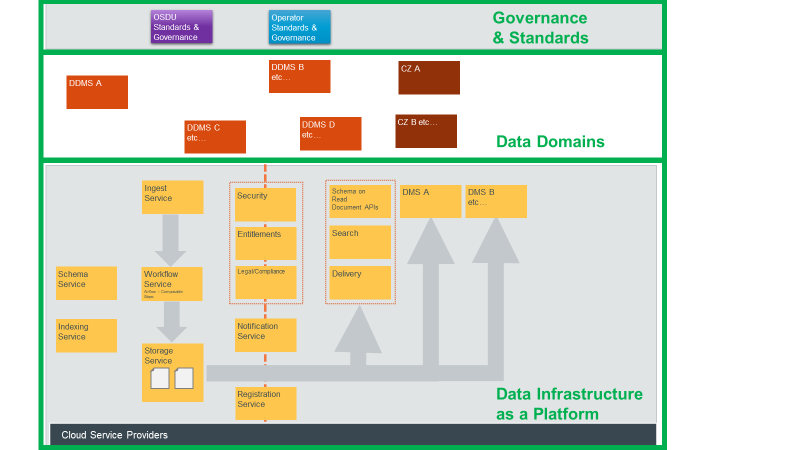 OSDU
Standards &
Governance
Operator
Standards &
Governance
Governance
& Standards
DDMS A
DDMS B
etc…
CZ A
DDMS C
etc…
DDMS D
etc…
CZ B etc…
Data Domains
Ingest
Service
Security
Schema on
Read
Document APIs
DMS A
DMS B
etc…
Entitlements
Search
Schema
Service
Workflow
Service
Legal/Compliance
Delivery
Indexing
Service
Notification
Service
Storage
Service
Registration
Service
Data Infrastructure
as a Platform
Cloud Service Providers